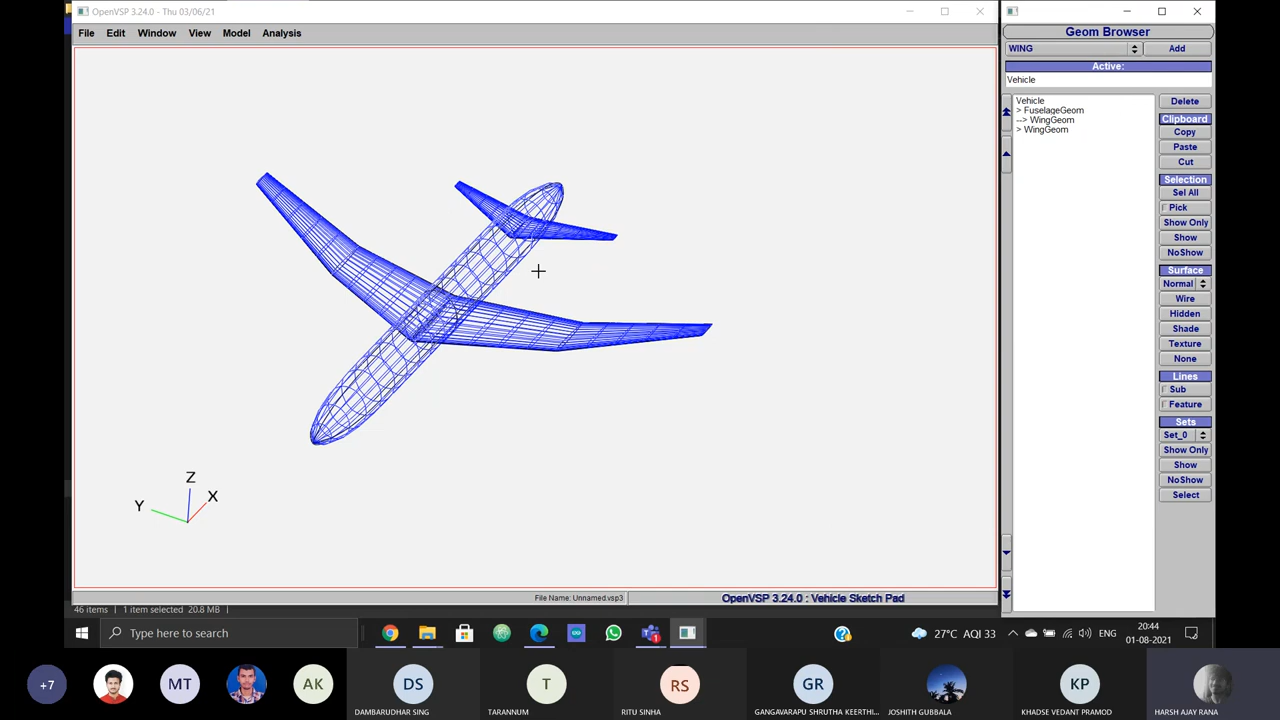 OpenVSP 3.24.0 - Thu 03/06/21
File Edit Window View Model Analysis
Z
X
Y
File Name: Unnamed.vsp3
OpenVSP 3.24.0 : Vehicle Sketch Pad
Geom Browser
WING
Add
Active:
Vehicle
Vehicle
> FuselageGeom
--> WingGeom
> WingGeom
Delete
Clipboard
Copy
Paste
Cut
Selection
Sel All
Pick
Show Only
Show
NoShow
Surface
Normal
Wire
Hidden
Shade
Texture
None
Lines
Sub
Feature
Sets
Set_0
Show Only
Show
NoShow
Select
46 items | 1 item selected 20.8 MB |
Type here to search
27°C AQI 33
ENG
20:44
01-08-2021
+7
MT
AK
DS
DAMBARUDHAR SING
T
TARANNUM
RS
RITU SINHA
GR
GANGAVARAPU SHRUTHA KEERTHI...
JOSHITH GUBBALA
KP
KHADSE VEDANT PRAMOD
HARSH AJAY RANA